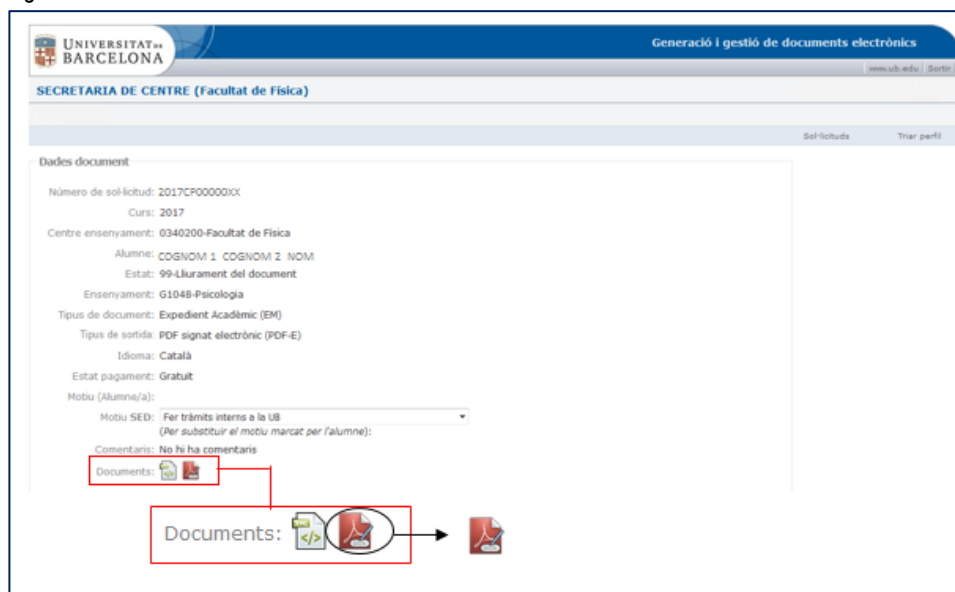 UNIVERSITAT DE
BARCELONA
Generació i gestió de documents electrònics
www.ub.edu Sortir
SECRETARIA DE CENTRE (Facultat de Física)
Sol·licituds Triar perfil
Dades document
Número de sol·licitud: 2017CP00000XX
Curs: 2017
Centre ensenyament: 0340200-Facultat de Física
Alumne: COGNOM 1 COGNOM 2 NOM
Estat: 99-Lliurament del document
Ensenyament: G1048-Psicologia
Tipus de document: Expedient Acadèmic (EM)
Tipus de sortida: PDF signat electrònic (PDF-E)
Idioma: Català
Estat pagament: Gratuït
Motiu (Alumne/a):
Motiu SED: Fer tràmits interns a la UB
(Per substituir el motiu marcat per l'alumne):
Comentaris: No hi ha comentaris
Documents:
Documents: </>